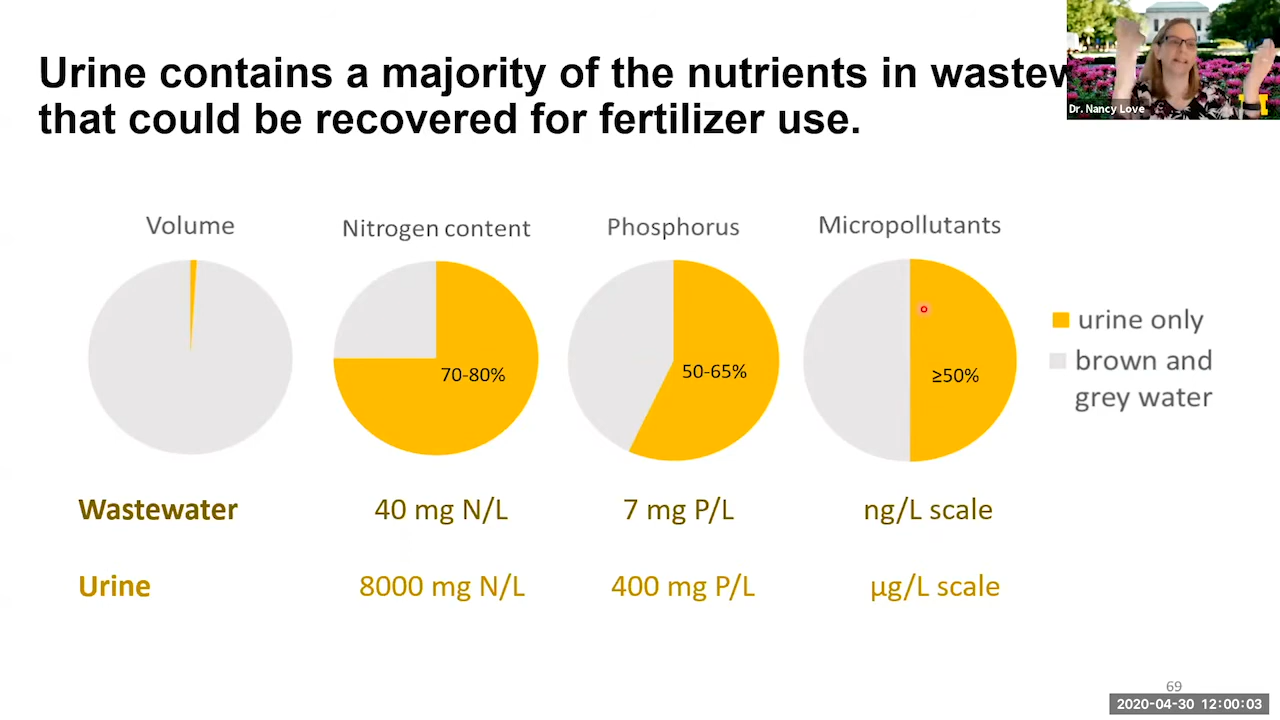 Urine contains a majority of the nutrients in
that could be recovered for fertilizer use.
Dr. Nancy Love
Volume
Nitrogen content
Phosphorus
Micropollutants
70-80%
50-65%
≥50%
urine only
brown and
grey water
Wastewater
40 mg N/L
7 mg P/L
ng/L scale
Urine
8000 mg N/L
400 mg P/L
µg/L scale
69
2020-04-30 12:00:03